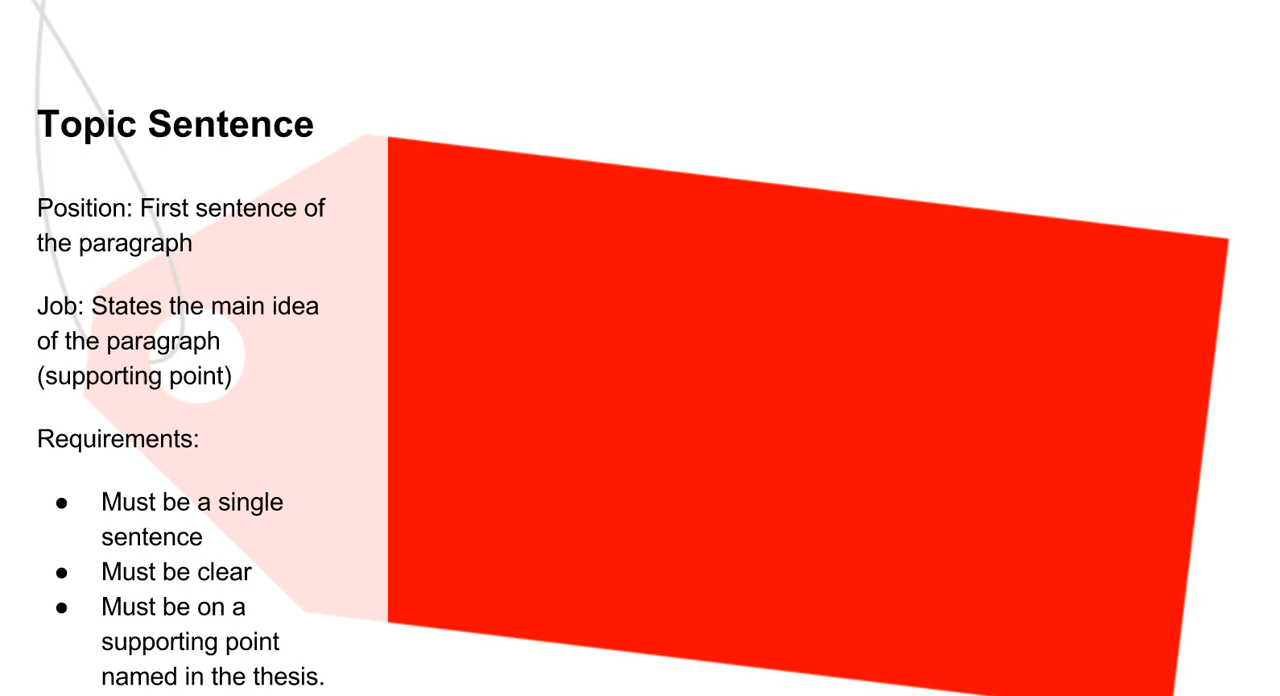 Topic Sentence
Position: First sentence of
the paragraph
Job: States the main idea
of the paragraph
(supporting point)
Requirements:
● Must be a single
sentence
● Must be clear
● Must be on a
supporting point
named in the thesis.